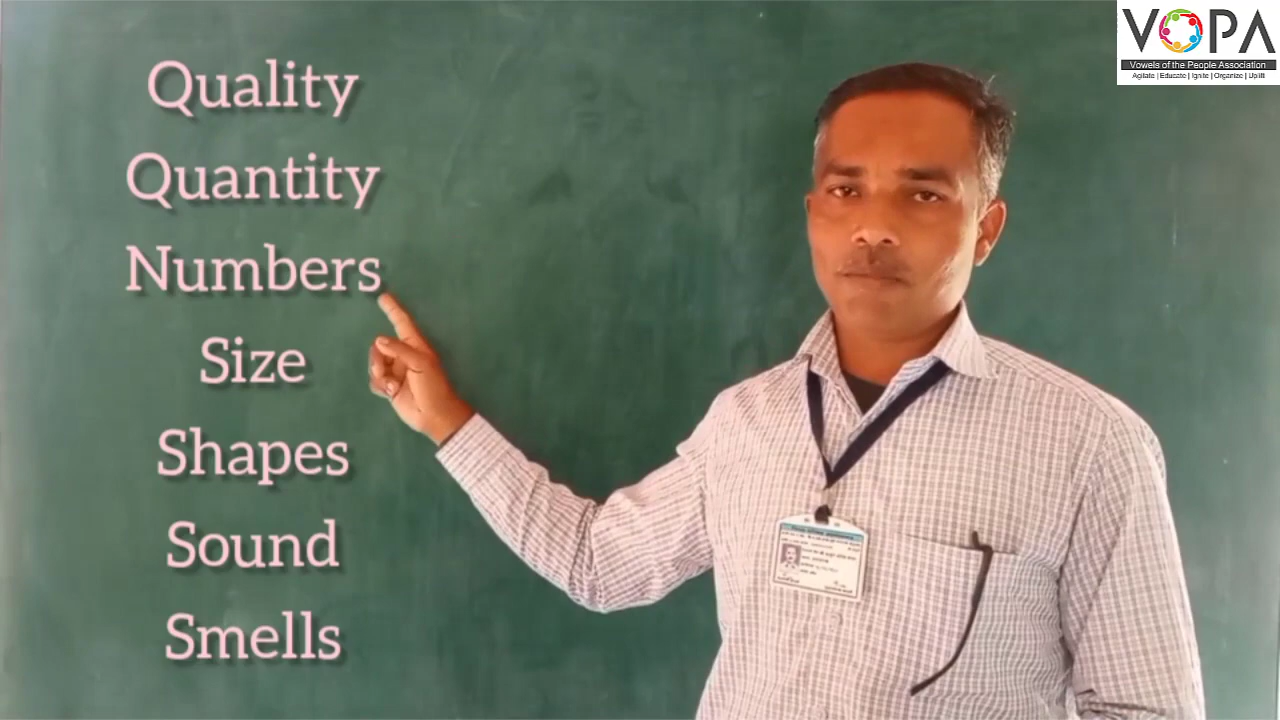 Quality
Quantity
Numbers
Size
Shapes
Sound
Smells
VOPA
Vowels of the People Association
Agitate | Educate | Ignite | Organize | Uplift